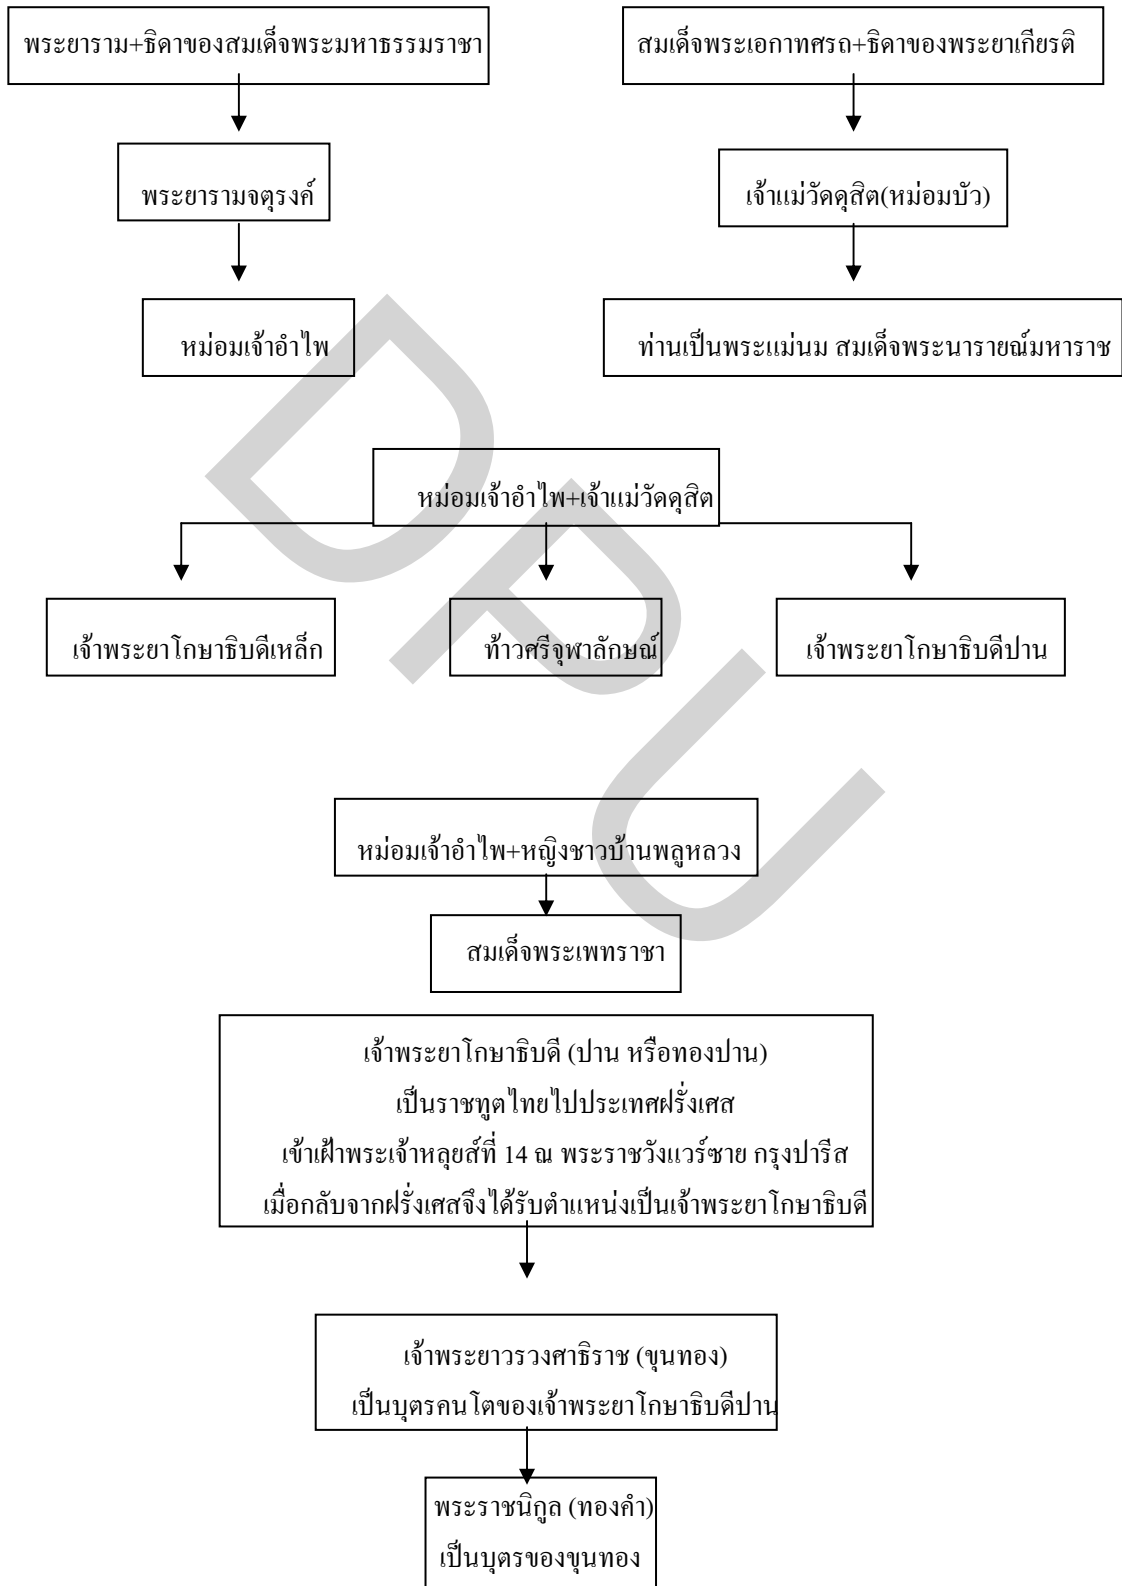 พระยาราม+ธิดาของสมเด็จพระมหาธรรมราชา
สมเด็จพระเอกาทศรถ+ธิดาของพระยาเกียรติ
พระยารามจตุรงค์
เจ้าแม่วัดดุสิต(หม่อมบัว)
หม่อมเจ้าอำไพ
ท่านเป็นพระแม่นม สมเด็จพระนารายณ์มหาราช
หม่อมเจ้าอำไพ+เจ้าแม่วัดดุสิต
เจ้าพระยาโกษาธิบดีเหล็ก
ท้าวศรีจุฬาลักษณ์
เจ้าพระยาโกษาธิบดีปาน
หม่อมเจ้าอำไพ+หญิงชาวบ้านพลูหลวง
สมเด็จพระเพทราชา
เจ้าพระยาโกษาธิบดี (ปาน หรือทองปาน)
เป็นราชทูตไทยไปประเทศฝรั่งเศส
เข้าเฝ้าพระเจ้าหลุยส์ที่ 14 ณ พระราชวังแวร์ซาย กรุงปารีส
เมื่อกลับจากฝรั่งเศสจึงได้รับตำแหน่งเป็นเจ้าพระยาโกษาธิบดี
เจ้าพระยาวรวงศาธิราช (ขุนทอง)
เป็นบุตรคนโตของเจ้าพระยาโกษาธิบดีปาน
พระราชนิกูล (ทองคำ)
เป็นบุตรของขุนทอง
DPU